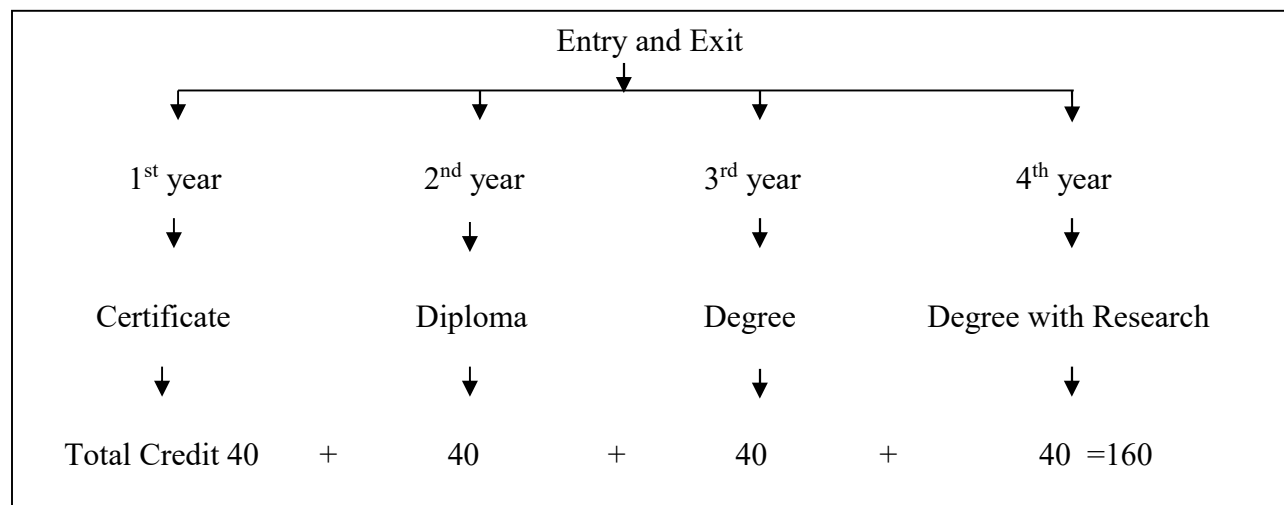 Entry and Exit
1st year 2nd year 3rd year 4th year
Certificate Diploma Degree Degree with Research
Total Credit 40 + 40 + 40 + 40 =160